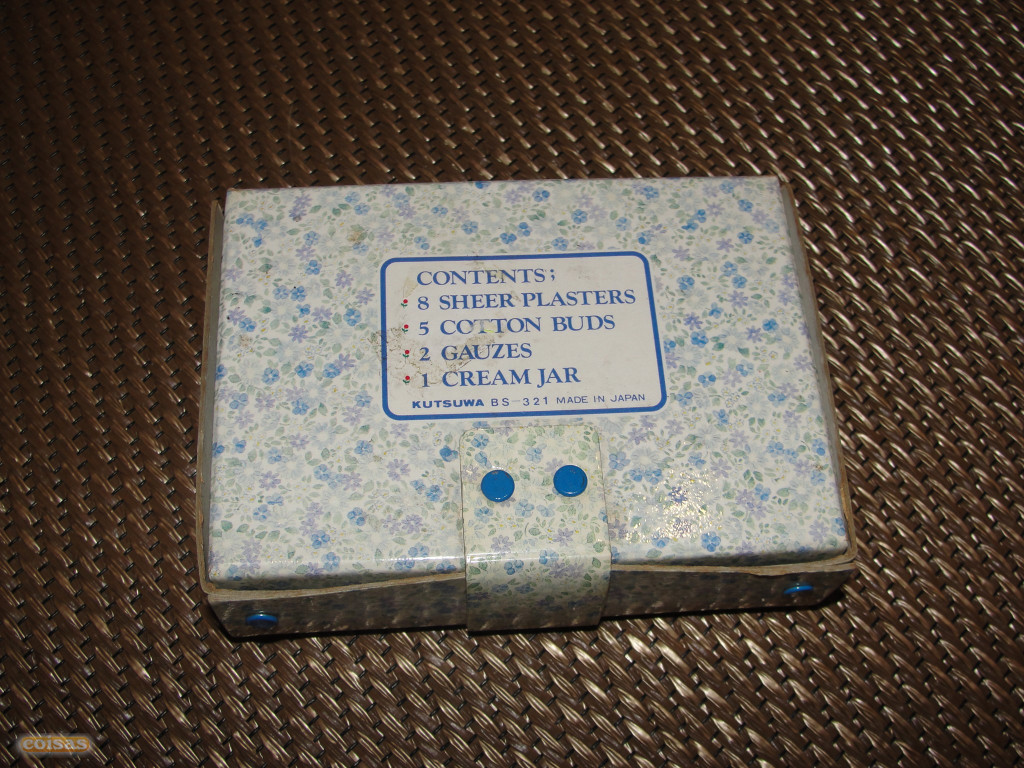 CONTENTS;
8 SHEER PLASTERS
5 COTTON BUDS
2 GAUZES
1 CREAM JAR
KUTSUWA BS-321 MADE IN JAPAN
coisas